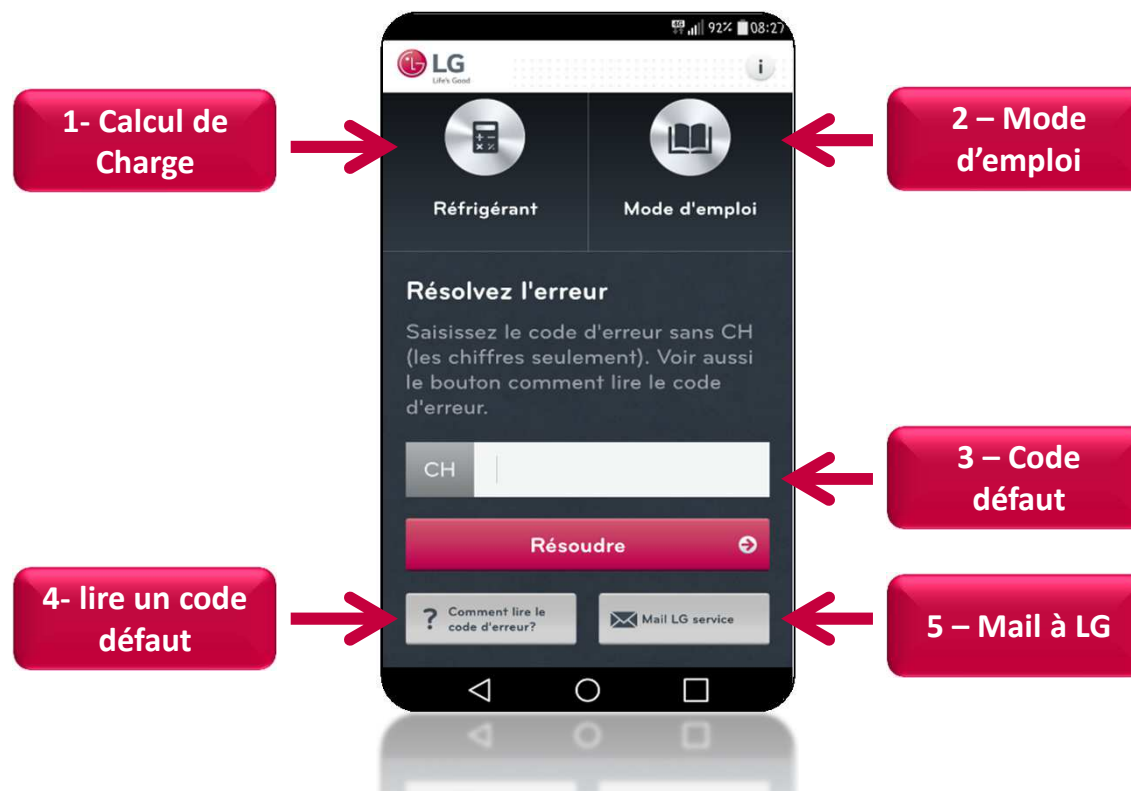 92% 08:27
LG
Life's Good
i
1- Calcul de
Charge
2 – Mode
d’emploi
Réfrigérant
Mode d'emploi
Résolvez l'erreur
Saisissez le code d'erreur sans CH
(les chiffres seulement). Voir aussi
le bouton comment lire le code
d'erreur.
CH
3 – Code
défaut
Résoudre
4- lire un code
défaut
? Comment lire le
code d'erreur?
Mail LG service
5 – Mail à LG